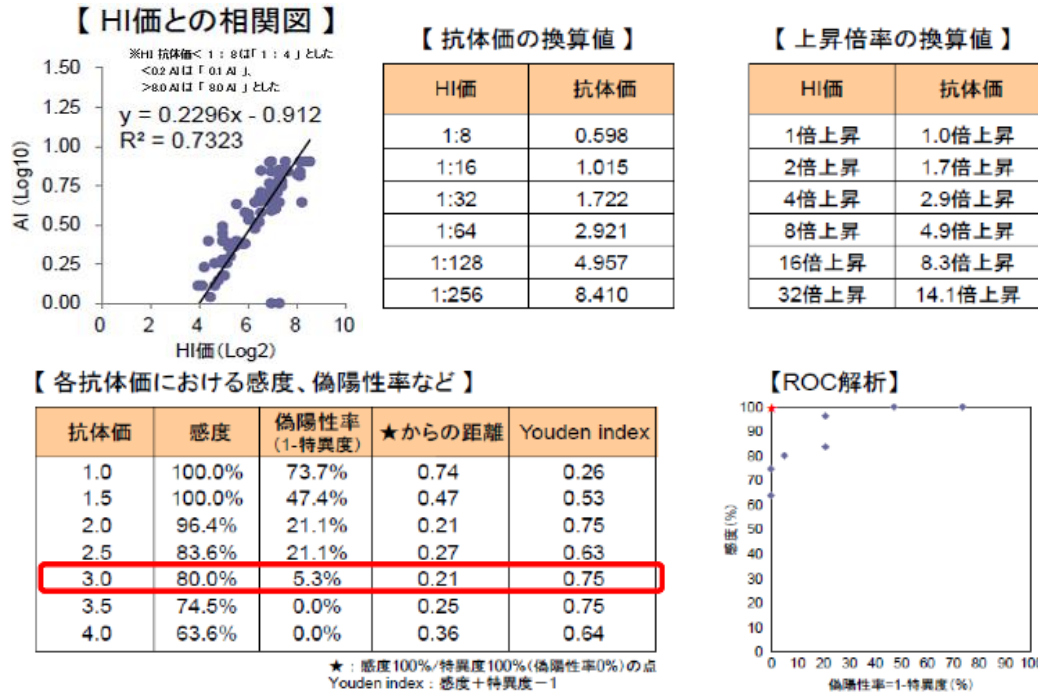 【 HI価との相関図 】
※HI 抗体価< 1：8は「 1：4 」とした
<0.2 AIは「 0.1 AI 」、
>8.0 AIは「 8.0 AI 」とした
y = 0.2296x - 0.912
R² = 0.7323
AI (Log10)
1.50
1.25
1.00
0.75
0.50
0.25
0.00
0 2 4 6 8 10
HI価(Log2)
【 抗体価の換算値 】
HI価 抗体価
1:8 0.598
1:16 1.015
1:32 1.722
1:64 2.921
1:128 4.957
1:256 8.410
【 上昇倍率の換算値 】
HI価 抗体価
1倍上昇 1.0倍上昇
2倍上昇 1.7倍上昇
4倍上昇 2.9倍上昇
8倍上昇 4.9倍上昇
16倍上昇 8.3倍上昇
32倍上昇 14.1倍上昇
【 各抗体価における感度、偽陽性率など 】
抗体価 感度 偽陽性率 ★からの距離 Youden index
(1-特異度)
1.0 100.0% 73.7% 0.74 0.26
1.5 100.0% 47.4% 0.47 0.53
2.0 96.4% 21.1% 0.21 0.75
2.5 83.6% 21.1% 0.27 0.63
3.0 80.0% 5.3% 0.21 0.75
3.5 74.5% 0.0% 0.25 0.75
4.0 63.6% 0.0% 0.36 0.64
★：感度100%/特異度100%(偽陽性率0%)の点
Youden index：感度＋特異度－1
【ROC解析】
感度(%)
100
90
80
70
60
50
40
30
20
10
0
0 10 20 30 40 50 60 70 80 90 100
偽陽性率=1-特異度(%)